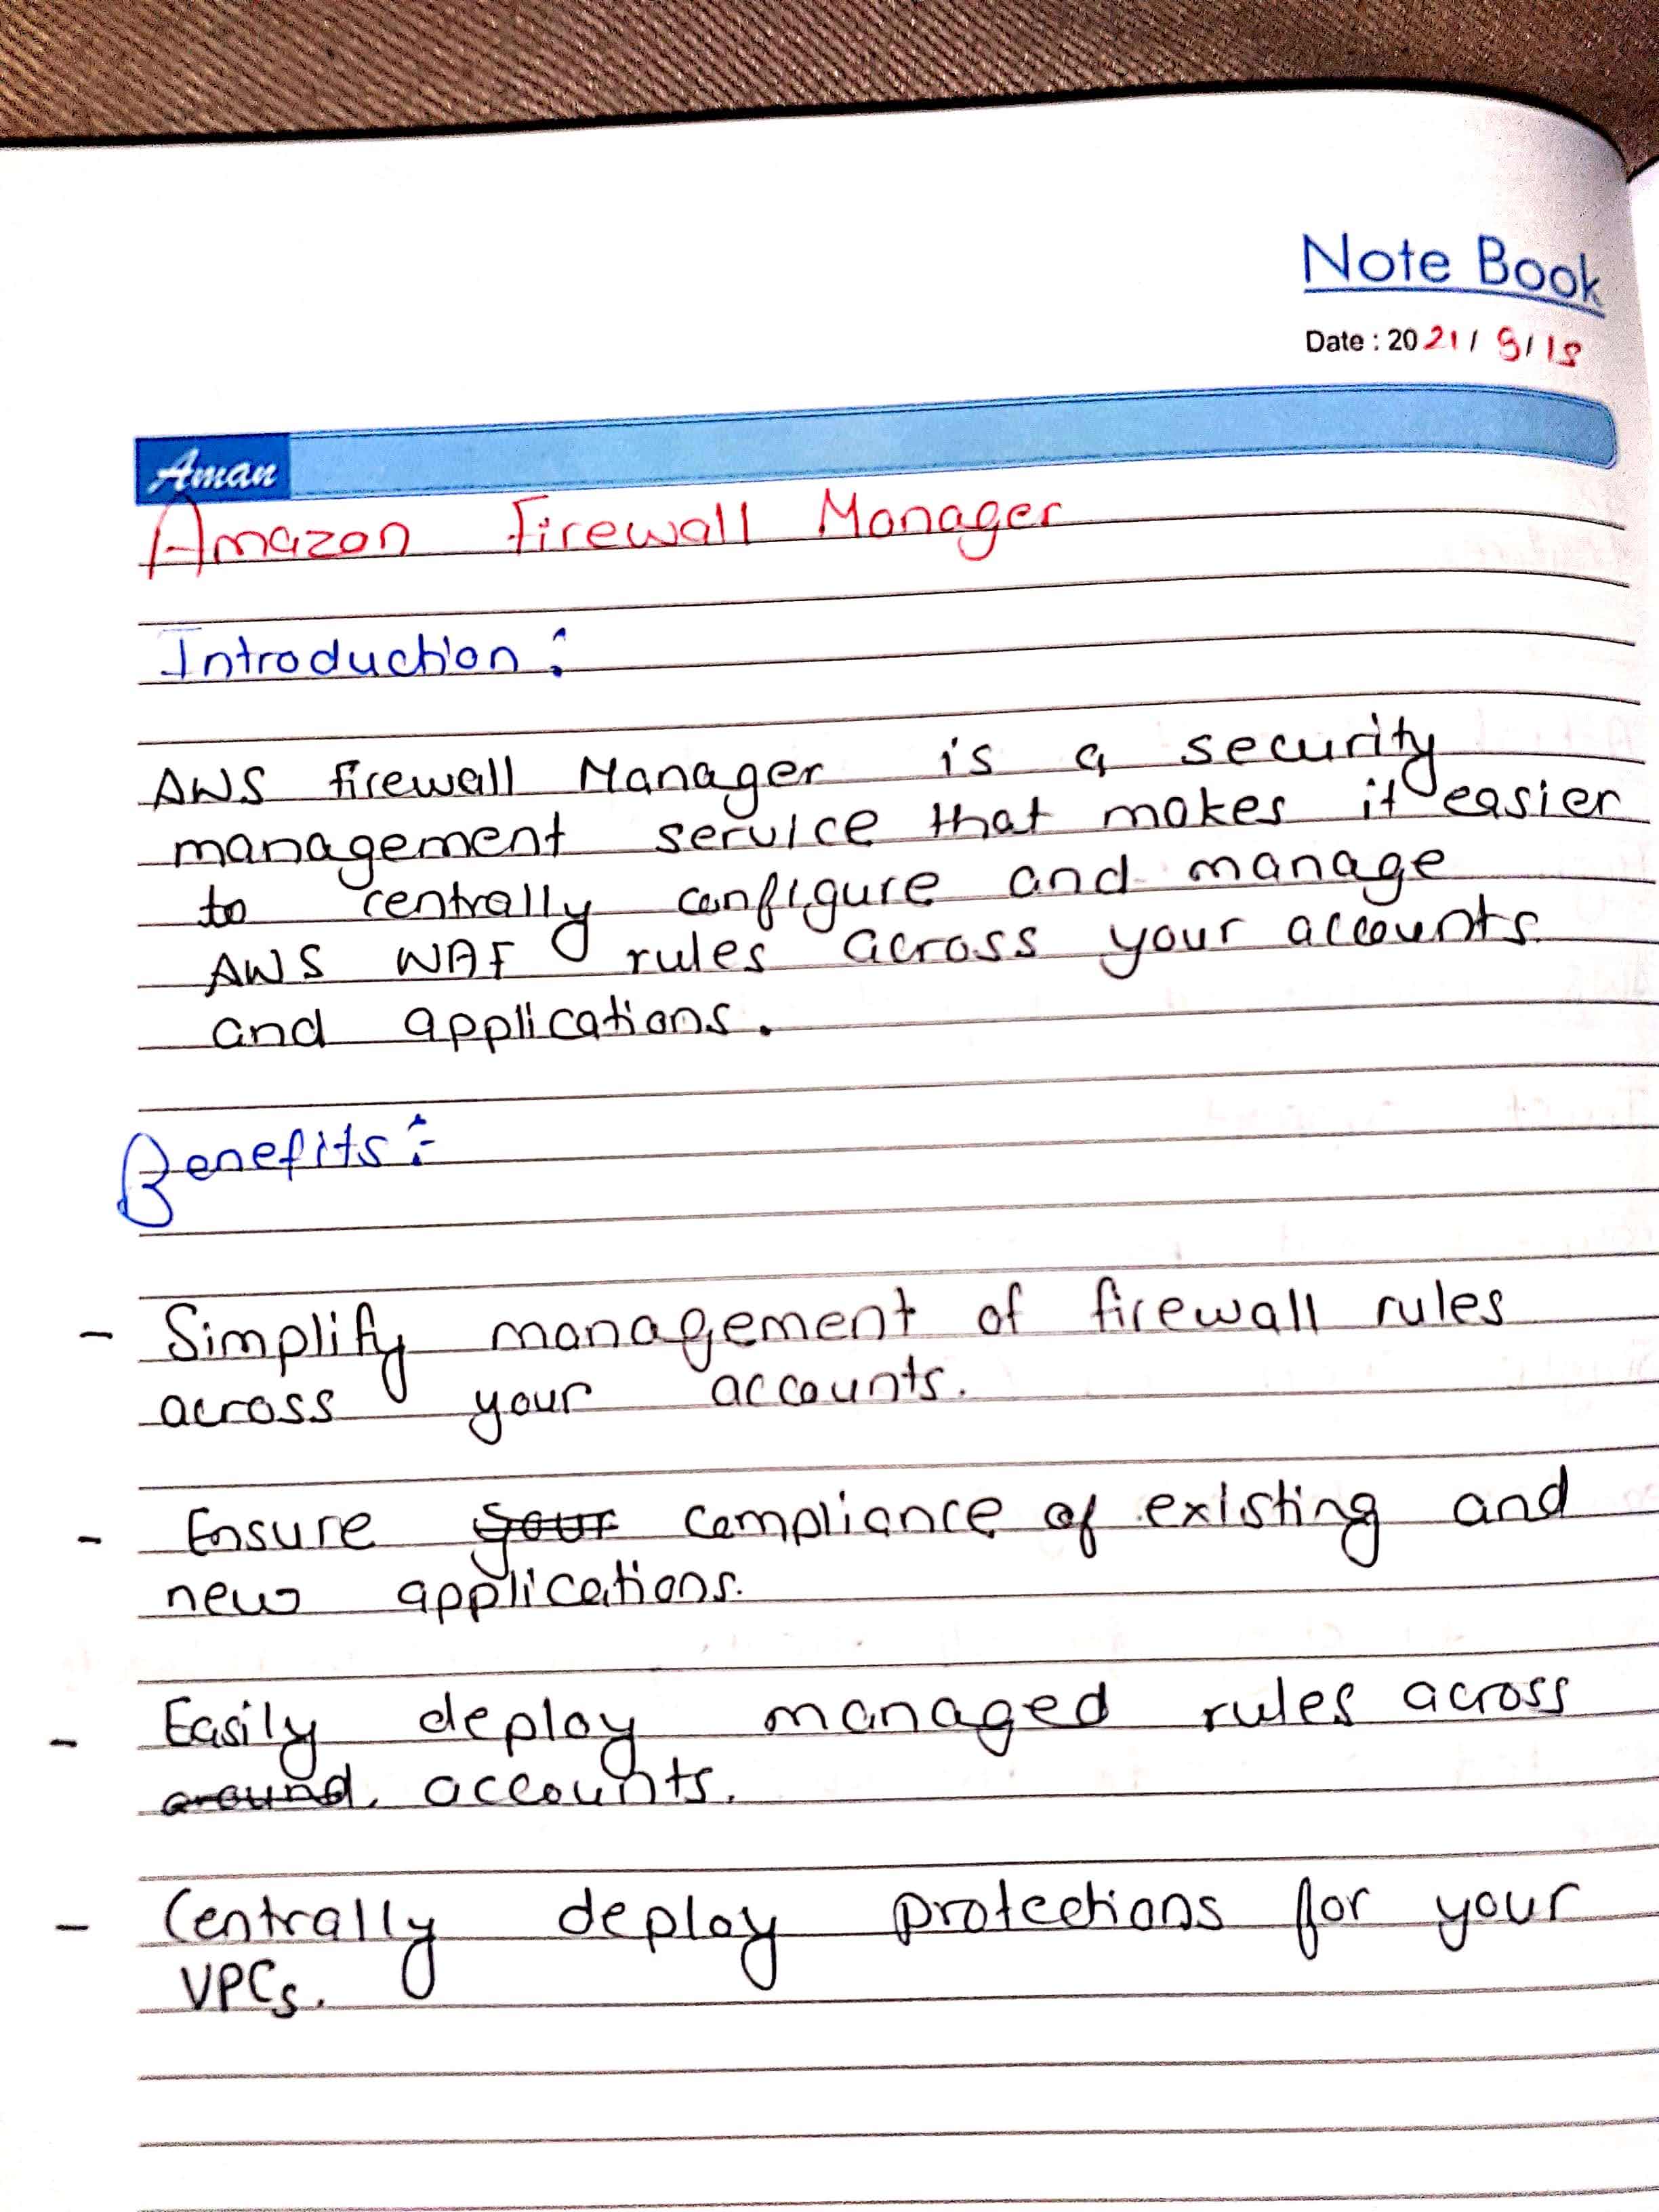 Note Book
Date : 2021 / 9 / 18
Aman
Amazon Firewall Manager
Introduction :
AWS firewall Manager is a security
management service that makes it easier
to centrally configure and manage
AWS WAF rules across your accounts
and applications.
Benefits :-
- Simplify management of firewall rules
across your accounts.
- Ensure ~~your~~ compliance of existing and
new applications.
- Easily deploy managed rules across
~~around~~ accounts.
- Centrally deploy protections for your
VPCs.